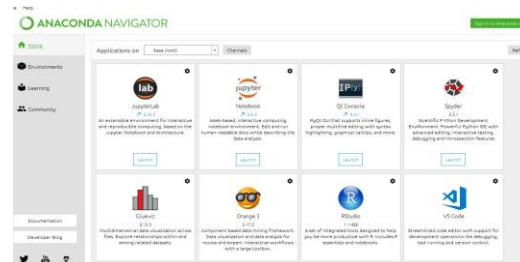 Help
ANACONDA NAVIGATOR
Sign in to Anaconda
Home
Environments
Learning
Community
Documentation
Developer Blog
Applications on
base (root)
Channels
Ref
lab
JupyterLab
An extensible environment for interactive
and reproducible computing, based on the
Jupyter Notebook and Architecture.
Launch
jupyter
Notebook
Web-based, interactive computing
notebook environment. Edit and run
human-readable docs while describing the
data analysis.
Launch
IP[y]:
Qt Console
PyQt GUI that supports inline figures,
proper multiline editing with syntax
highlighting, graphical calltips, and more.
Launch
Spyder
Scientific PYthon Development
EnviRonment. Powerful Python IDE with
advanced editing, interactive testing,
debugging and introspection features
Launch
Glueviz
Multidimensional data visualization across
files. Explore relationships within and
among related datasets.
Orange 3
Component based data mining framework.
Data visualization and data analysis for
novice and expert. Interactive workflows
with a large toolbox.
R
RStudio
A set of integrated tools designed to help
you be more productive with R. Includes R
essentials and notebooks.
VS Code
Streamlined code editor with support for
development operations like debugging,
task running and version control.